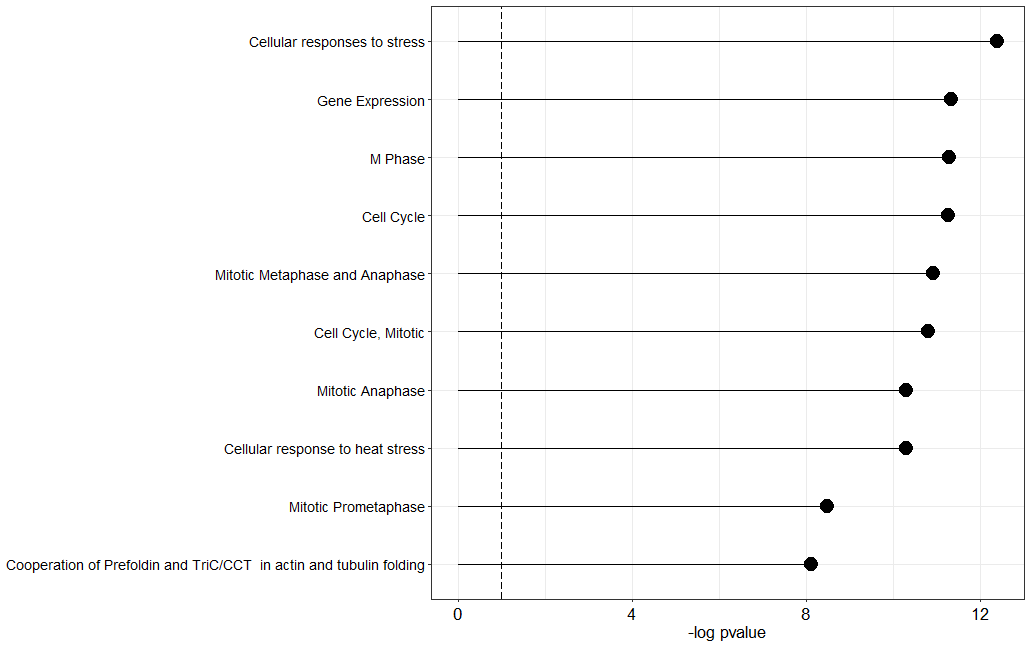 Cellular responses to stress
Gene Expression
M Phase
Cell Cycle
Mitotic Metaphase and Anaphase
Cell Cycle, Mitotic
Mitotic Anaphase
Cellular response to heat stress
Mitotic Prometaphase
Cooperation of Prefoldin and TriC/CCT  in actin and tubulin folding
0 4 8 12
-log pvalue